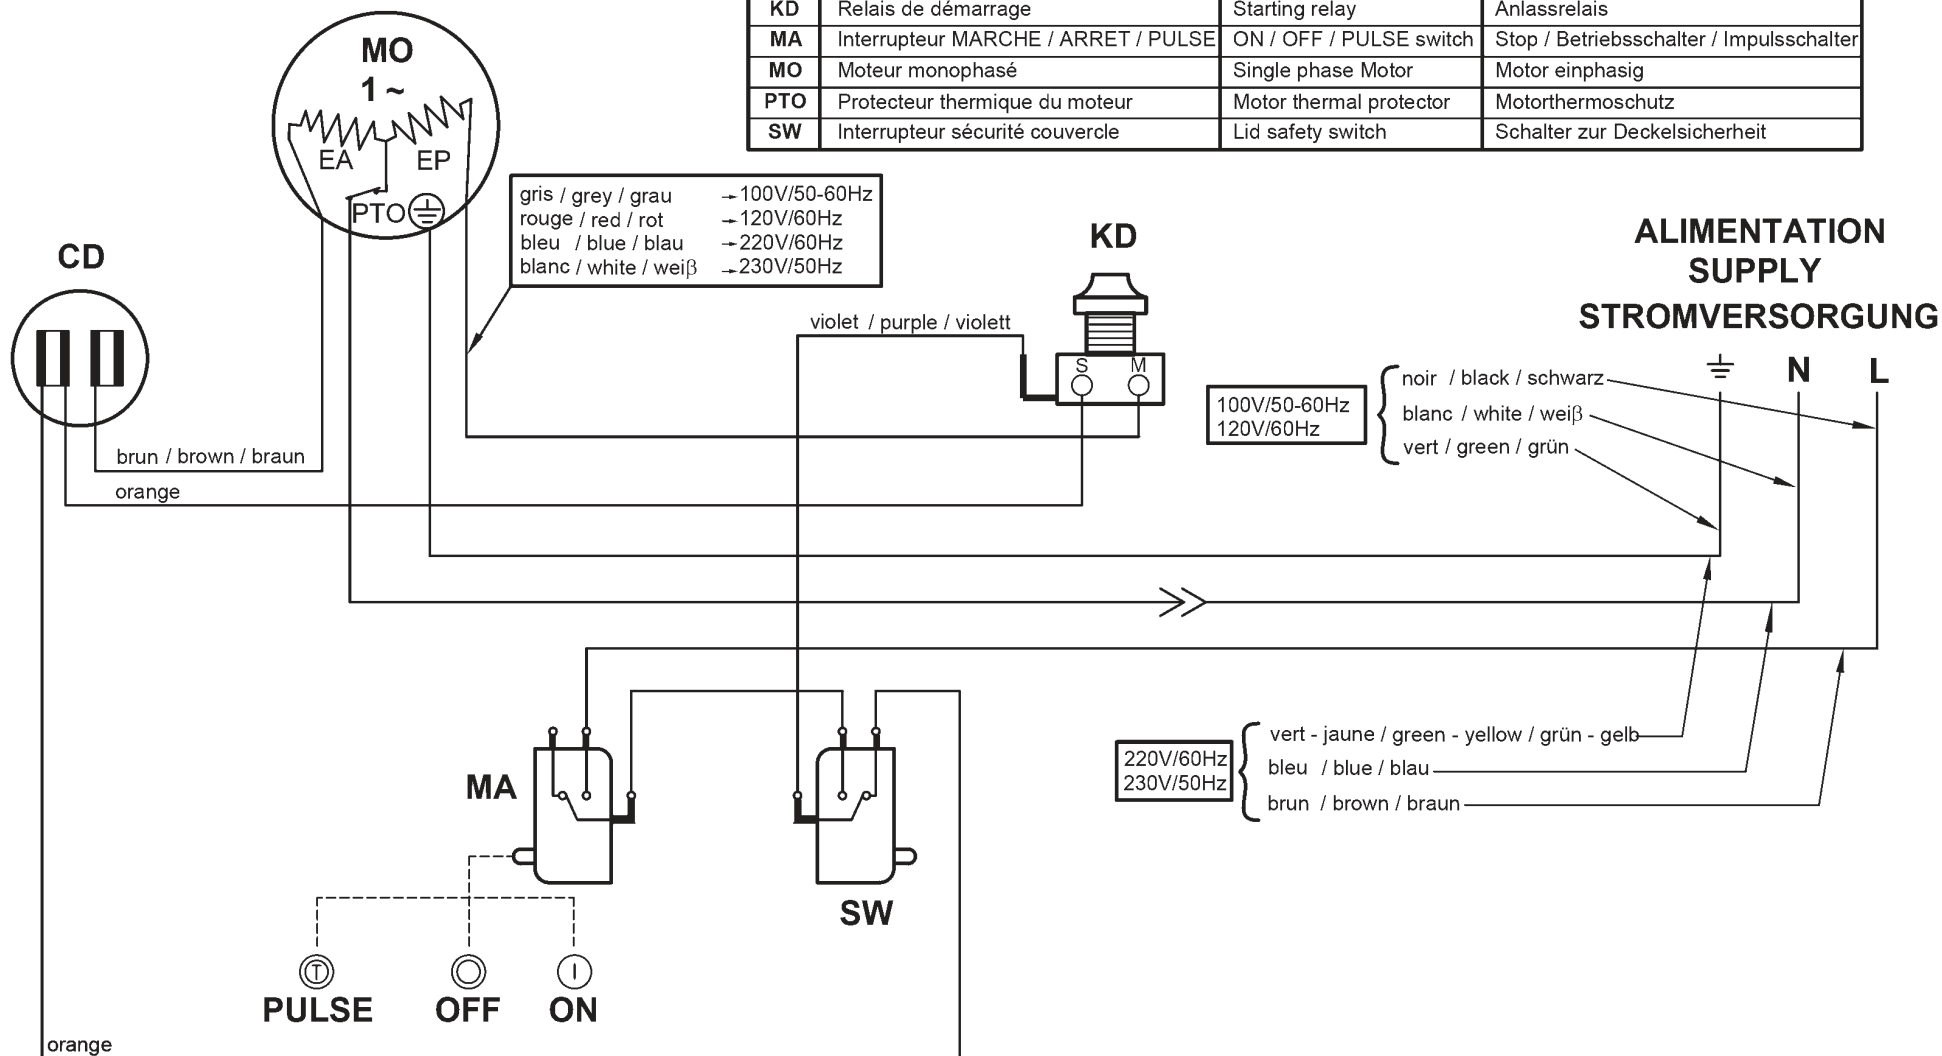 KD Relais de démarrage Starting relay Anlassrelais
MA Interrupteur MARCHE / ARRET / PULSE ON / OFF / PULSE switch Stop / Betriebsschalter / Impulsschalter
MO Moteur monophasé Single phase Motor Motor einphasig
PTO Protecteur thermique du moteur Motor thermal protector Motorthermoschutz
SW Interrupteur sécurité couvercle Lid safety switch Schalter zur Deckelsicherheit
MO
1 ~
EA EP
PTO
gris / grey / grau → 100V/50-60Hz
rouge / red / rot → 120V/60Hz
bleu / blue / blau → 220V/60Hz
blanc / white / weiβ → 230V/50Hz
CD
KD
S M
violet / purple / violett
ALIMENTATION
SUPPLY
STROMVERSORGUNG
N L
100V/50-60Hz
120V/60Hz
noir / black / schwarz
blanc / white / weiβ
vert / green / grün
brun / brown / braun
orange
220V/60Hz
230V/50Hz
vert - jaune / green - yellow / grün - gelb
bleu / blue / blau
brun / brown / braun
MA
SW
T I
PULSE OFF ON
orange